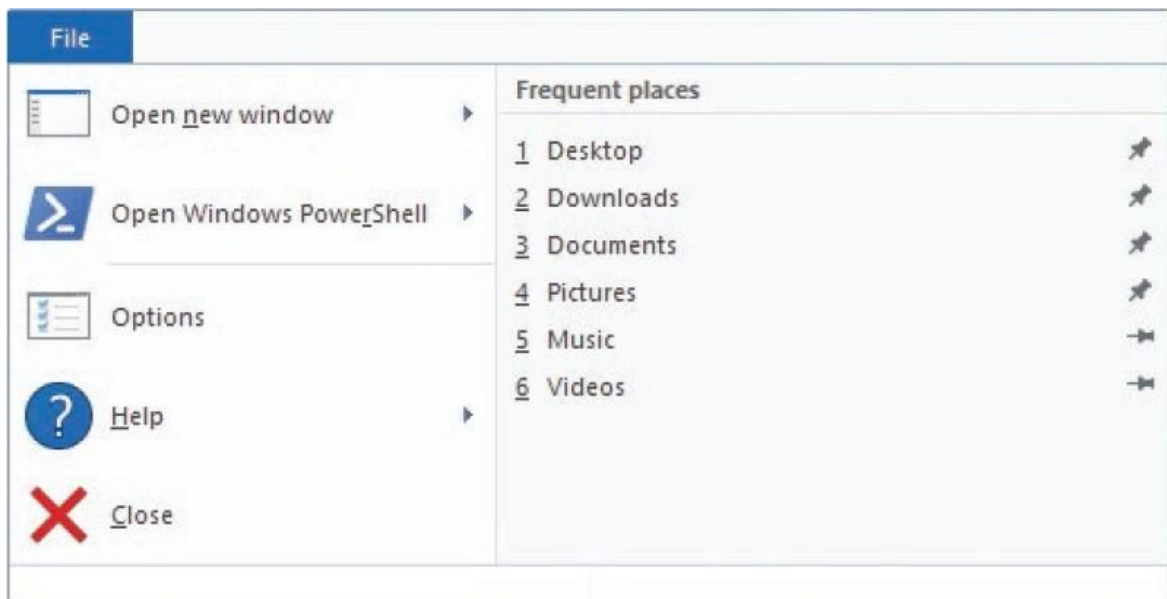 File
Open new window
Open Windows PowerShell
Options
Help
Close
Frequent places
1 Desktop
2 Downloads
3 Documents
4 Pictures
5 Music
6 Videos